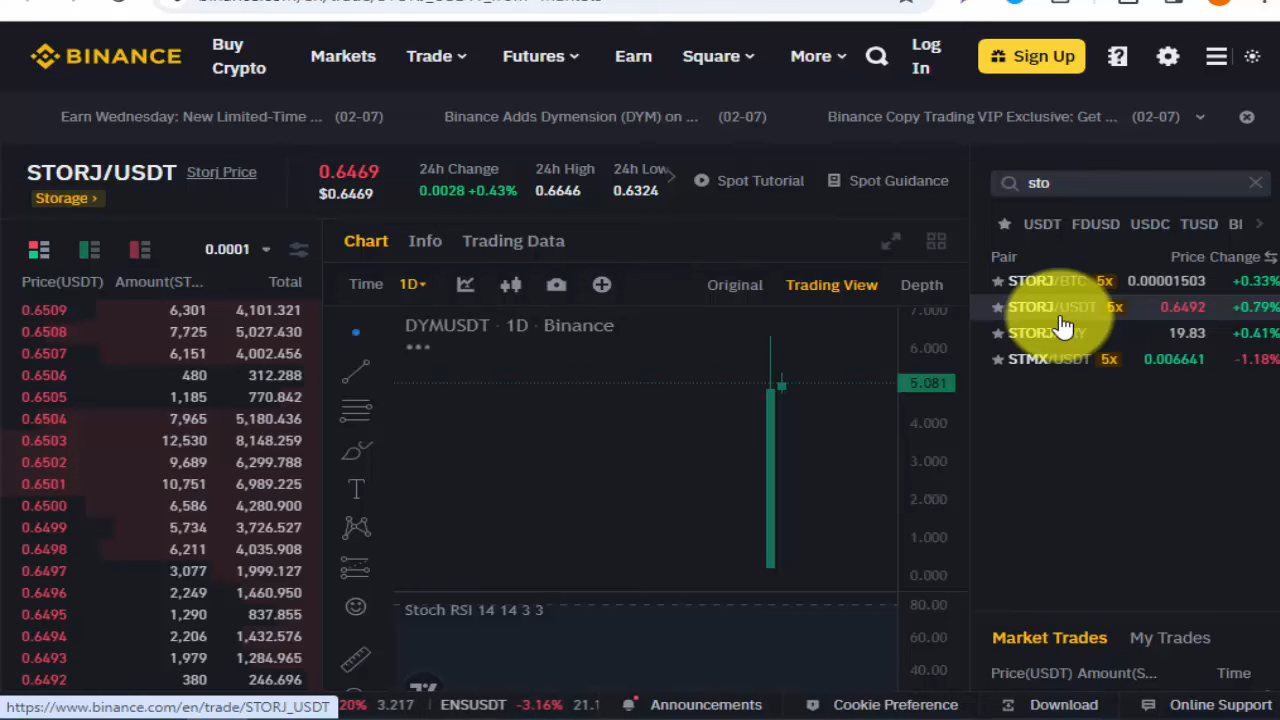 BINANCE
Buy Crypto
Markets
Trade
Futures
Earn
Square
More
Log In
Sign Up
Earn Wednesday: New Limited-Time ... (02-07)
Binance Adds Dymension (DYM) on ... (02-07)
Binance Copy Trading VIP Exclusive: Get ... (02-07)
STORJ/USDT
Storj Price
Storage
0.6469
$0.6469
24h Change
0.0028 +0.43%
24h High
0.6646
24h Low
0.6324
Spot Tutorial
Spot Guidance
sto
USDT FDUSD USDC TUSD BI
Pair Price Change
STORJ/BTC 5x 0.00001503 +0.33%
STORJ/USDT 5x 0.6492 +0.79%
STORJ 19.83 +0.41%
STMX/USDT 5x 0.006641 -1.18%
0.0001
Price(USDT) Amount(ST... Total
0.6509 6,301 4,101.321
0.6508 7,725 5,027.430
0.6507 6,151 4,002.456
0.6506 480 312.288
0.6505 1,185 770.842
0.6504 7,965 5,180.436
0.6503 12,530 8,148.259
0.6502 9,689 6,299.788
0.6501 10,751 6,989.225
0.6500 6,586 4,280.900
0.6499 5,734 3,726.527
0.6498 6,211 4,035.908
0.6497 3,077 1,999.127
0.6496 2,249 1,460.950
0.6495 1,290 837.855
0.6494 2,206 1,432.576
0.6493 1,979 1,284.965
0.6492 380 246.696
Chart Info Trading Data
Time 1D
Original Trading View Depth
DYMUSDT · 1D · Binance
7.000
6.000
5.081
4.000
3.000
2.000
1.000
0.000
Stoch RSI 14 14 3 3
80.00
60.00
40.00
Market Trades My Trades
Price(USDT) Amount(S... Time
https://www.binance.com/en/trade/STORJ_USDT
20% 3.217
ENSUSDT -3.16% 21.1
Announcements
Cookie Preference
Download
Online Support